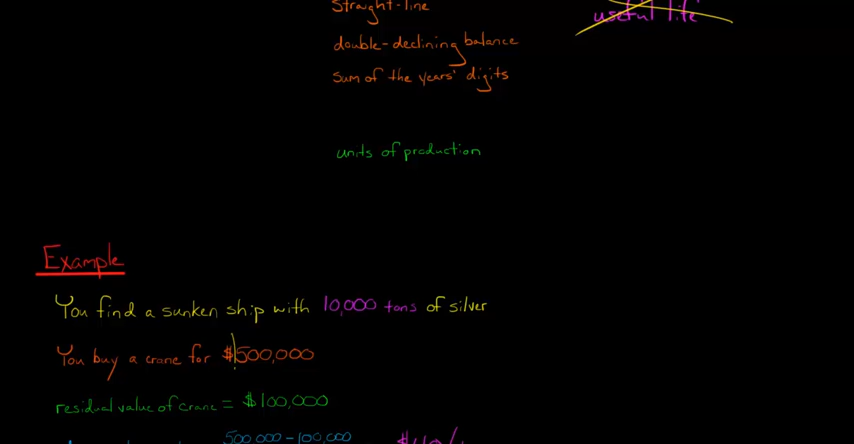 Straight-line
useful life
double-declining balance
sum of the years' digits
units of production
Example
You find a sunken ship with 10,000 tons of silver
You buy a crane for $500,000
residual value of crane = $100,000
500,000 - 100,000